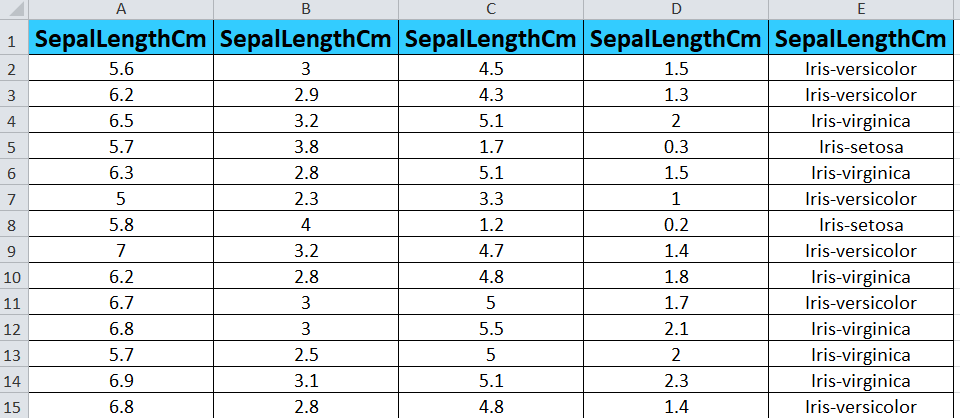 A B C D E
1 SepalLengthCm SepalLengthCm SepalLengthCm SepalLengthCm SepalLengthCm
2 5.6 3 4.5 1.5 Iris-versicolor
3 6.2 2.9 4.3 1.3 Iris-versicolor
4 6.5 3.2 5.1 2 Iris-virginica
5 5.7 3.8 1.7 0.3 Iris-setosa
6 6.3 2.8 5.1 1.5 Iris-virginica
7 5 2.3 3.3 1 Iris-versicolor
8 5.8 4 1.2 0.2 Iris-setosa
9 7 3.2 4.7 1.4 Iris-versicolor
10 6.2 2.8 4.8 1.8 Iris-virginica
11 6.7 3 5 1.7 Iris-versicolor
12 6.8 3 5.5 2.1 Iris-virginica
13 5.7 2.5 5 2 Iris-virginica
14 6.9 3.1 5.1 2.3 Iris-virginica
15 6.8 2.8 4.8 1.4 Iris-versicolor